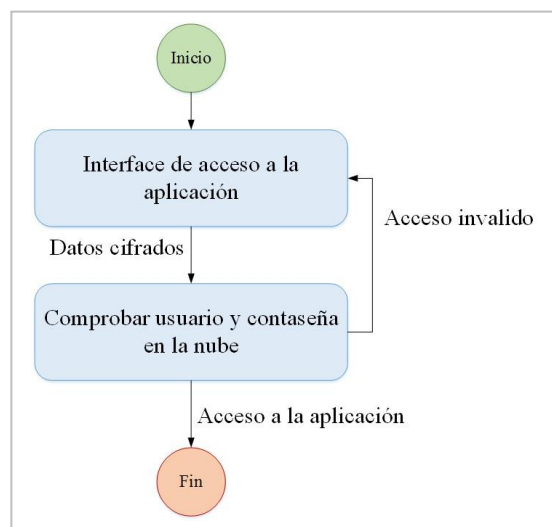 Inicio
Interface de acceso a la
aplicación
Acceso invalido
Datos cifrados
Comprobar usuario y contaseña
en la nube
Acceso a la aplicación
Fin